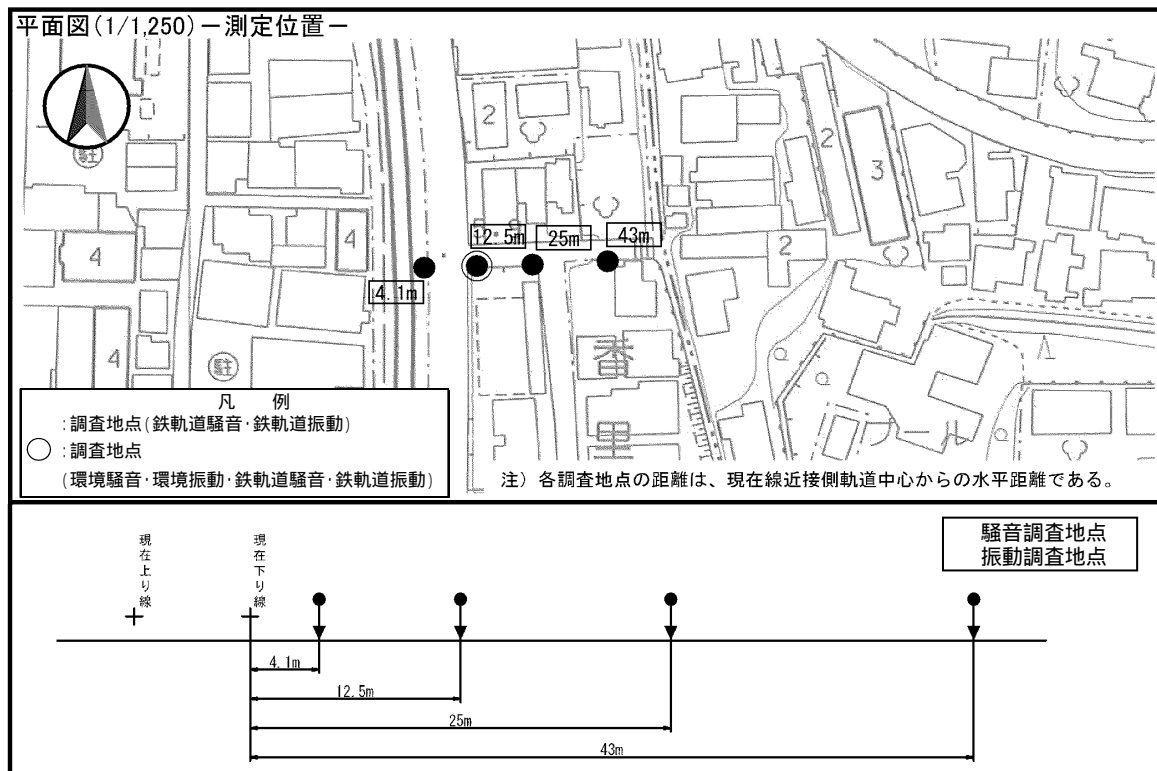 平面図(1/1,250)－測定位置－
駐
2
2
3
4
4
12.5m
25m
43m
2
4.1m
4
駐
番
里
凡 例
:調査地点(鉄軌道騒音･鉄軌道振動)
○ :調査地点
(環境騒音･環境振動･鉄軌道騒音･鉄軌道振動)
注) 各調査地点の距離は、現在線近接側軌道中心からの水平距離である。
騒音調査地点
振動調査地点
現在上り線
現在下り線
4.1m
12.5m
25m
43m